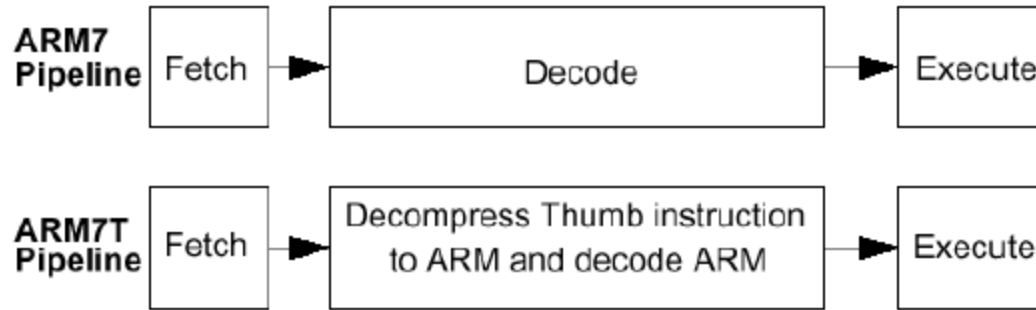 ARM7
Pipeline
Fetch
Decode
Execute
ARM7T
Pipeline
Fetch
Decompress Thumb instruction
to ARM and decode ARM
Execute